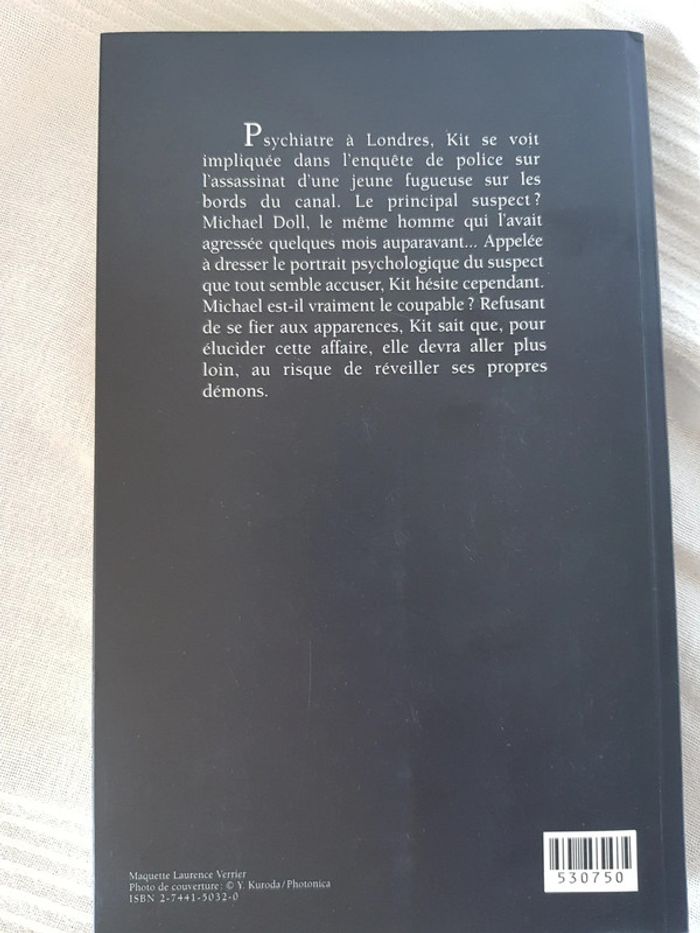 Psychiatre à Londres, Kit se voit
impliquée dans l'enquête de police sur
l'assassinat d'une jeune fugueuse sur les
bords du canal. Le principal suspect ?
Michael Doll, le même homme qui l'avait
agressée quelques mois auparavant... Appelée
à dresser le portrait psychologique du suspect
que tout semble accuser, Kit hésite cependant.
Michael est-il vraiment le coupable ? Refusant
de se fier aux apparences, Kit sait que, pour
élucider cette affaire, elle devra aller plus
loin, au risque de réveiller ses propres
démons.
Maquette Laurence Verrier
Photo de couverture : © Y. Kuroda / Photonica
ISBN 2-7441-5032-0
530750